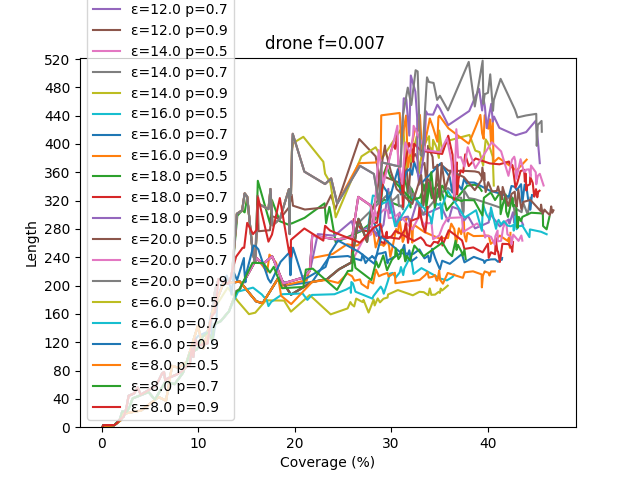 ε=12.0 p=0.7
ε=12.0 p=0.9
ε=14.0 p=0.5
ε=14.0 p=0.7
ε=14.0 p=0.9
ε=16.0 p=0.5
ε=16.0 p=0.7
ε=16.0 p=0.9
ε=18.0 p=0.5
ε=18.0 p=0.7
ε=18.0 p=0.9
ε=20.0 p=0.5
ε=20.0 p=0.7
ε=20.0 p=0.9
ε=6.0 p=0.5
ε=6.0 p=0.7
ε=6.0 p=0.9
ε=8.0 p=0.5
ε=8.0 p=0.7
ε=8.0 p=0.9
drone f=0.007
520
480
440
400
360
320
280
240
200
160
120
80
40
0
Length
0 10 20 30 40
Coverage (%)